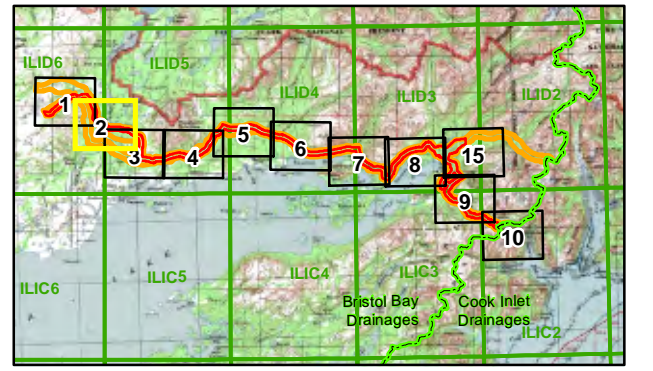 ILID6
ILID5
ILID4
ILID3
ILID2
1
2
3
4
5
6
7
8
15
9
10
ILIC6
ILIC5
ILIC4
ILIC3
ILIC2
Bristol Bay
Drainages
Cook Inlet
Drainages